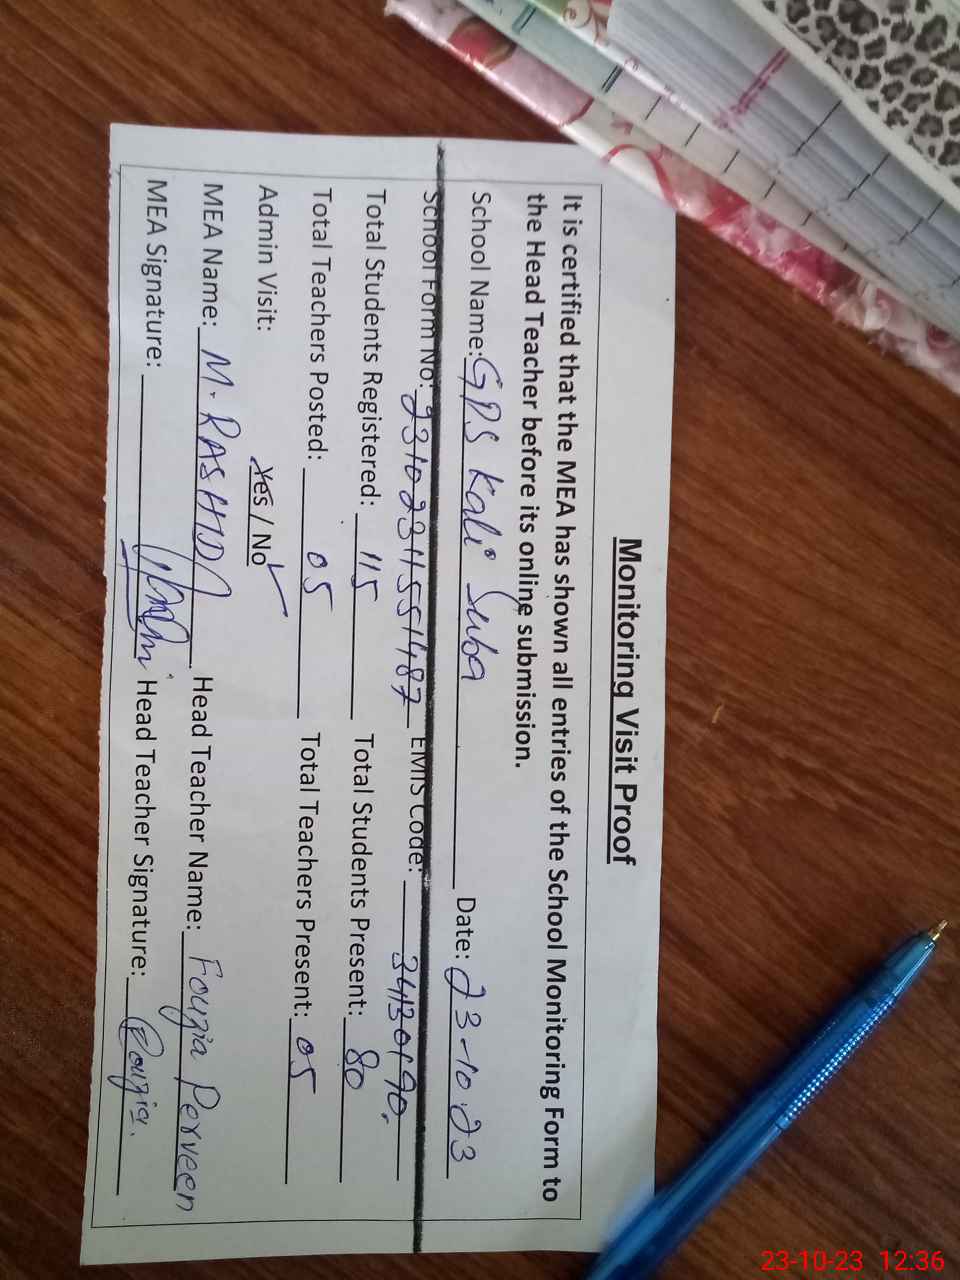 Monitoring Visit Proof
It is certified that the MEA has shown all entries of the School Monitoring Form to
the Head Teacher before its online submission.
School Name: GPS Kali Suba Date: 23-10-23
School Form No: 231023115551487 EMIS Code: 34130190
Total Students Registered: 115 Total Students Present: 80
Total Teachers Posted: 05 Total Teachers Present: 05
Admin Visit: Yes / No ✓
MEA Name: M. RASHID Head Teacher Name: Fougia Perveen
MEA Signature: Head Teacher Signature: Fougia.
23-10-23 12:36